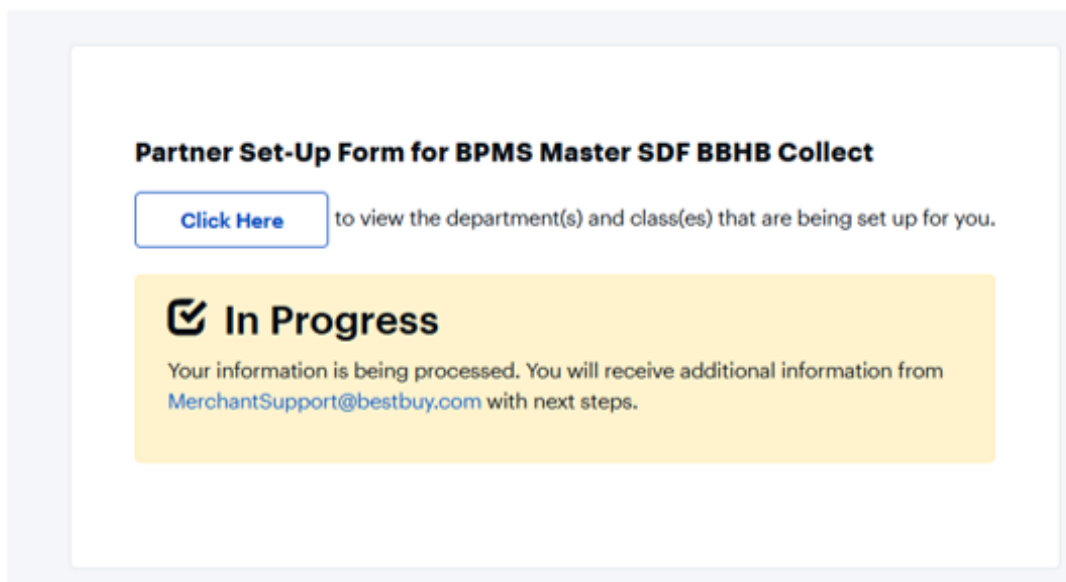 Partner Set-Up Form for BPMS Master SDF BBHB Collect
Click Here to view the department(s) and class(es) that are being set up for you.
In Progress
Your information is being processed. You will receive additional information from
MerchantSupport@bestbuy.com with next steps.